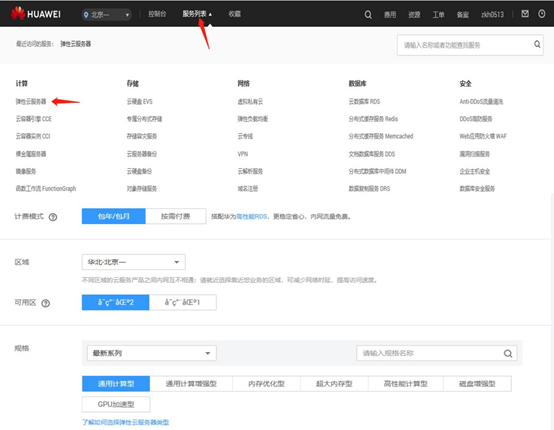 HUAWEI 北京一 控制台 服务列表 收藏 费用 资源 工单 备案 zkh0513
最近访问的服务: 弹性云服务器 请输入名称或者功能查找服务
计算 存储 网络 数据库 安全
弹性云服务器 云硬盘 EVS 虚拟私有云 云数据库 RDS Anti-DDoS流量清洗
云容器引擎 CCE 专属分布式存储 弹性负载均衡 分布式缓存服务 Redis DDoS高防服务
云容器实例 CCI 存储容灾服务 云专线 分布式缓存服务 Memcached Web应用防火墙 WAF
裸金属服务器 云服务器备份 VPN 文档数据库服务 DDS 漏洞扫描服务
镜像服务 云硬盘备份 云解析服务 分布式数据库中间件 DDM 企业主机安全
函数工作流 FunctionGraph 对象存储服务 域名注册 数据复制服务 DRS 数据库安全服务
计费模式 ? 包年/包月 按需付费 搭配华为高性能RDS，更稳定省心、内网流量免费。
区域 华北-北京一
不同区域的云服务产品之间内网互不相通；请就近选择靠近您业务的区域，可减少网络时延，提高访问速度。
可用区 ? å¯ç”¨åŒº2 å¯ç”¨åŒº1
规格 最新系列 请输入规格名称
通用计算型 通用计算增强型 内存优化型 超大内存型 高性能计算型 磁盘增强型
GPU加速型
了解如何选择弹性云服务器类型